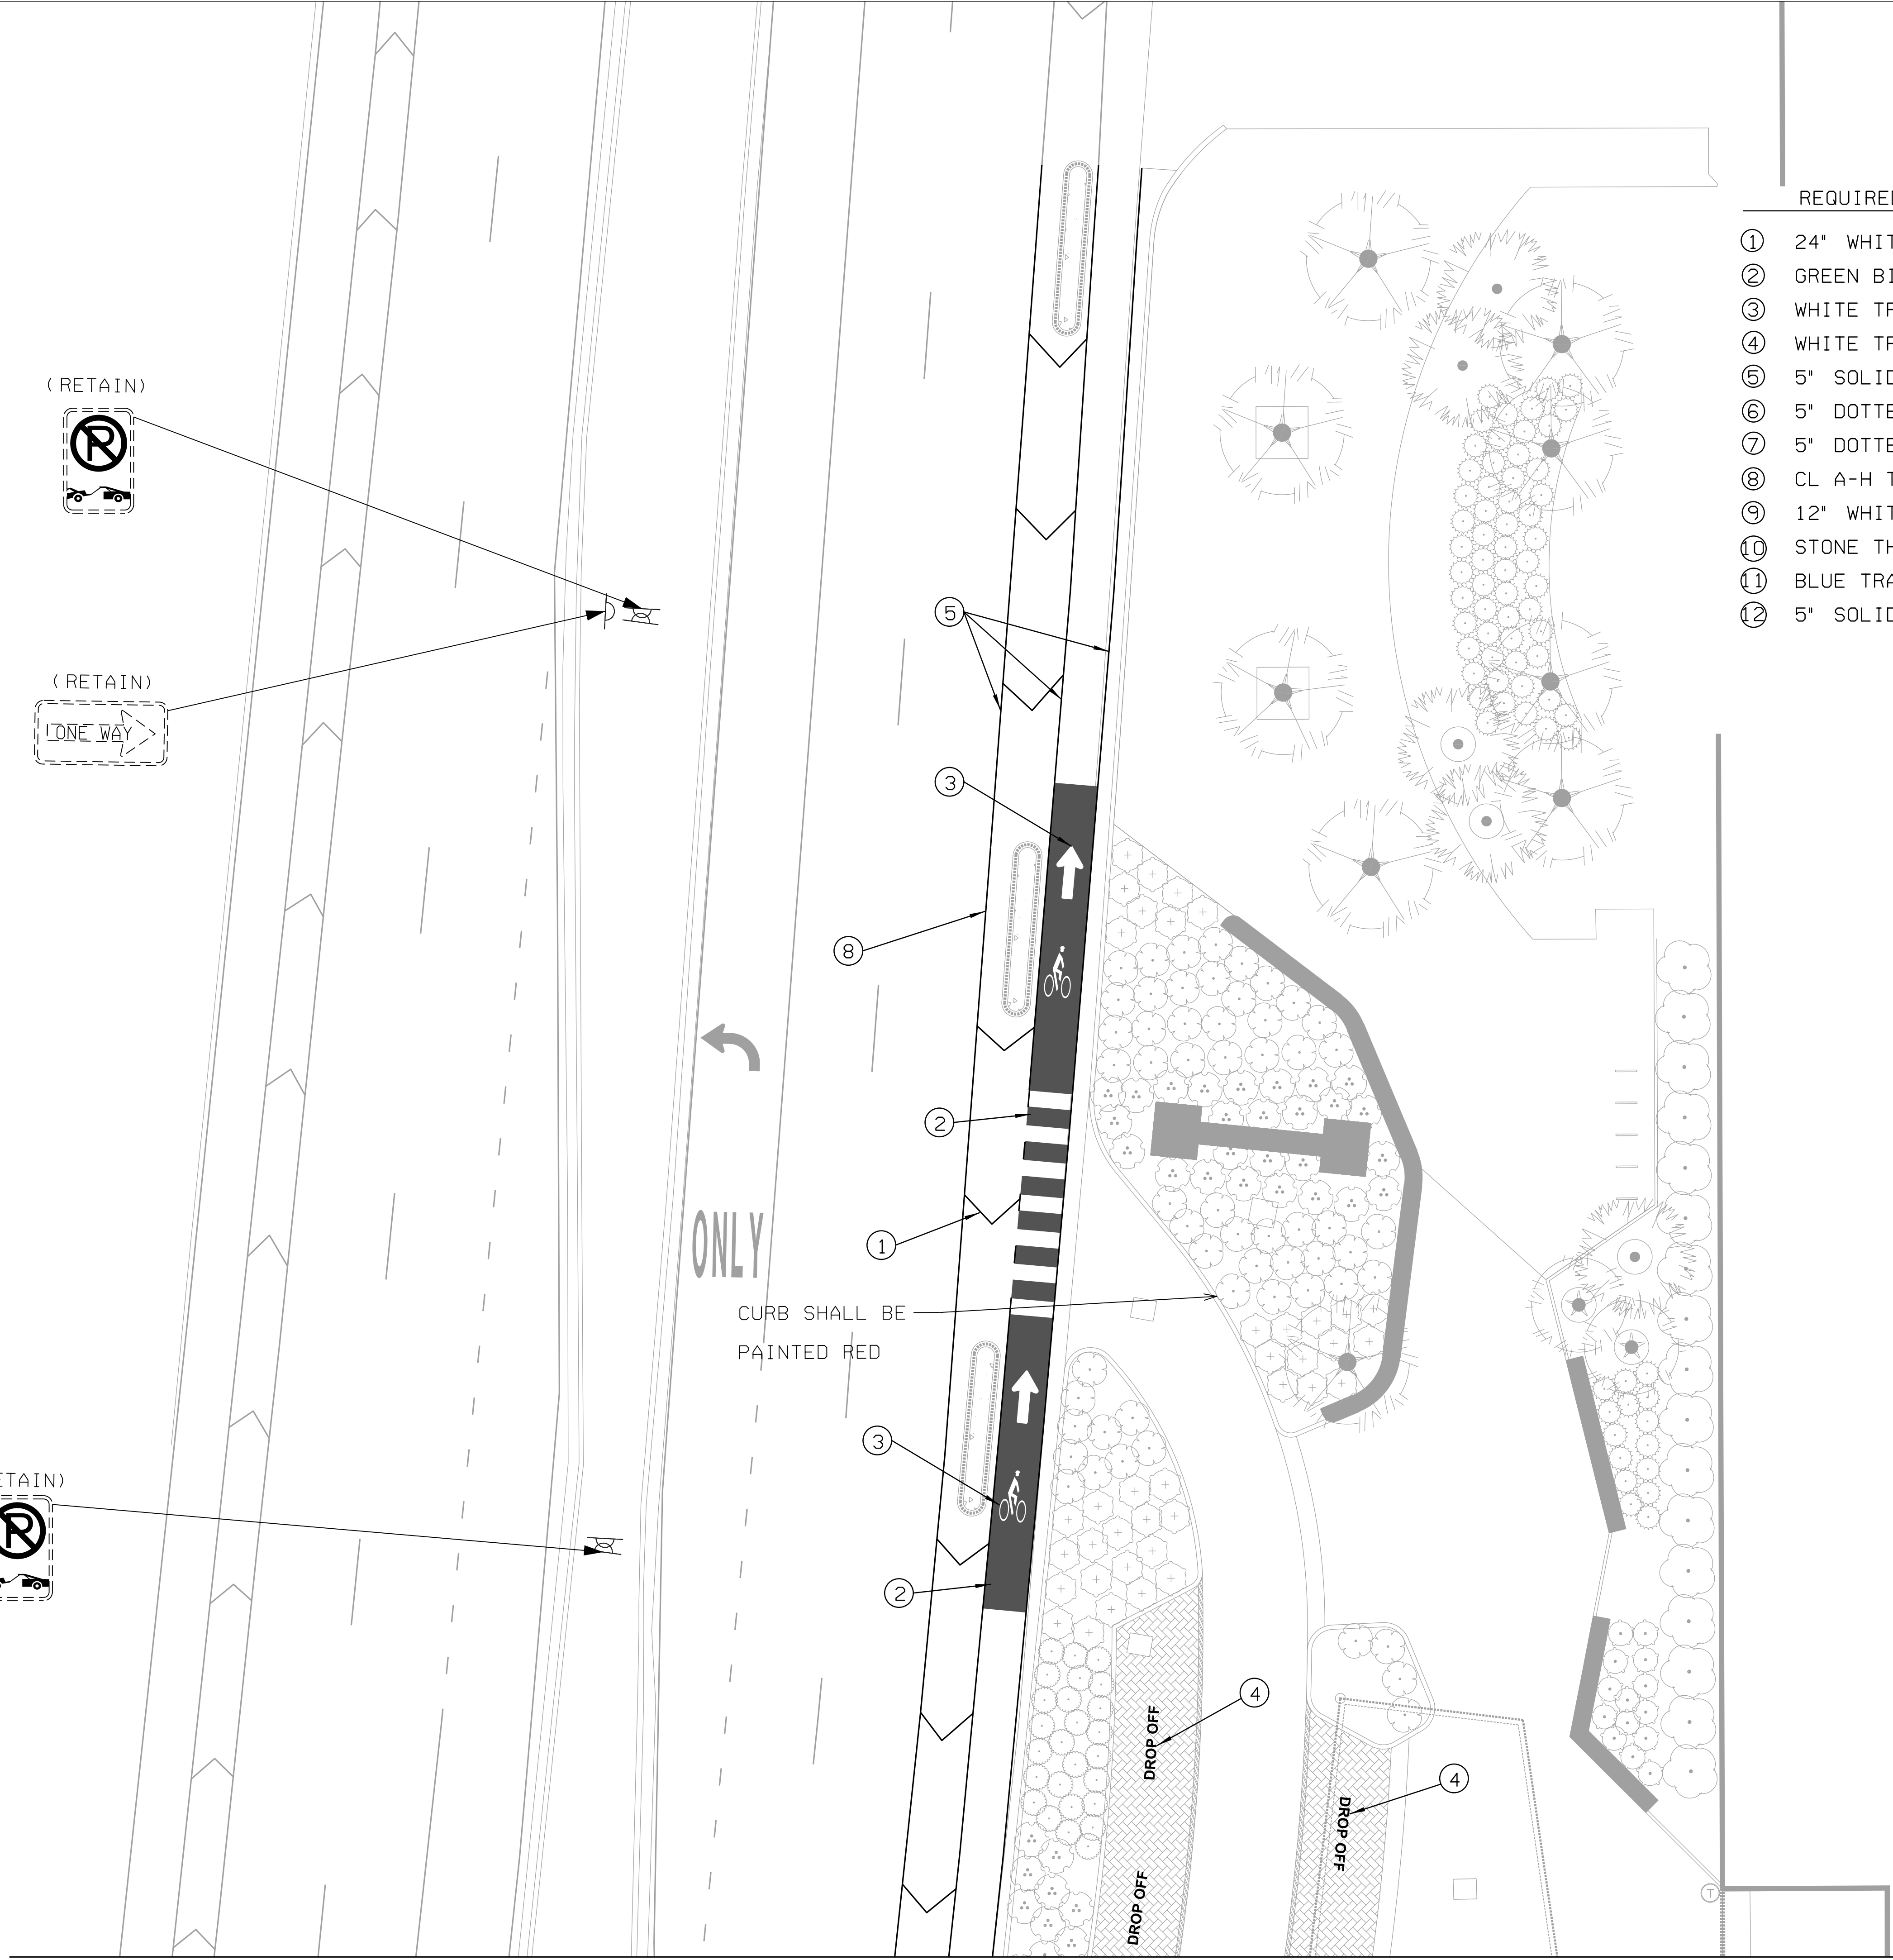 REQUIRE
1 24" WHIT
2 GREEN BI
3 WHITE TR
4 WHITE TR
5 5" SOLI
6 5" DOTTE
7 5" DOTTE
8 CL A-H T
9 12" WHIT
10 STONE TH
11 BLUE TRA
12 5" SOLI
(RETAIN)
P
(RETAIN)
ONE WAY
5
3
8
2
1
ONLY
CURB SHALL BE
PAINTED RED
3
ETAIN)
P
2
4
DROP OFF
4
DROP OFF
DROP OFF
T